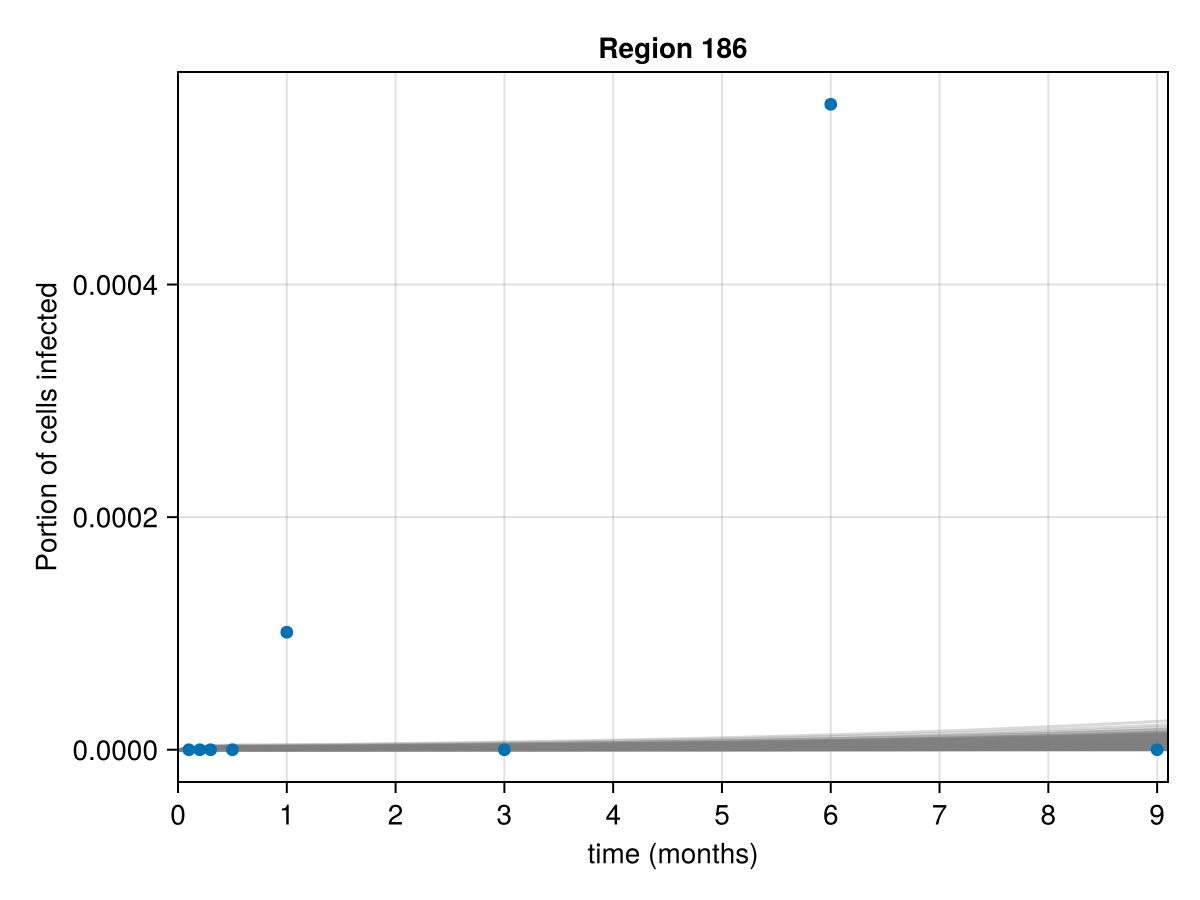 Region 186
Portion of cells infected
0.0004
0.0002
0.0000
0 1 2 3 4 5 6 7 8 9
time (months)